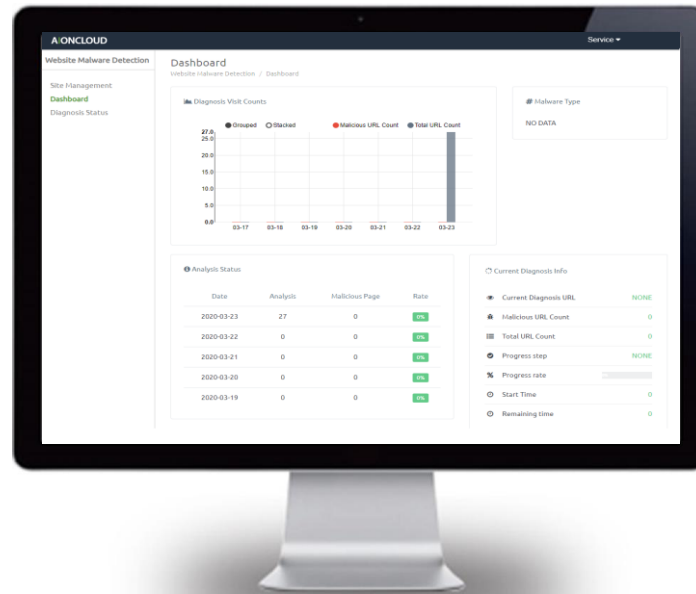 AIONCLOUD
Service
Website Malware Detection
Site Management
Dashboard
Diagnosis Status
Dashboard
Website Malware Detection / Dashboard
Diagnosis Visit Counts
Grouped Stacked Malicious URL Count Total URL Count
27.0
25.0
20.0
15.0
10.0
5.0
0.0
03-17 03-18 03-19 03-20 03-21 03-22 03-23
Malware Type
NO DATA
Analysis Status
Date Analysis Malicious Page Rate
2020-03-23 27 0 0%
2020-03-22 0 0 0%
2020-03-21 0 0 0%
2020-03-20 0 0 0%
2020-03-19 0 0 0%
Current Diagnosis Info
Current Diagnosis URL NONE
Malicious URL Count 0
Total URL Count 0
Progress step NONE
% Progress rate
Start Time 0
Remaining time 0